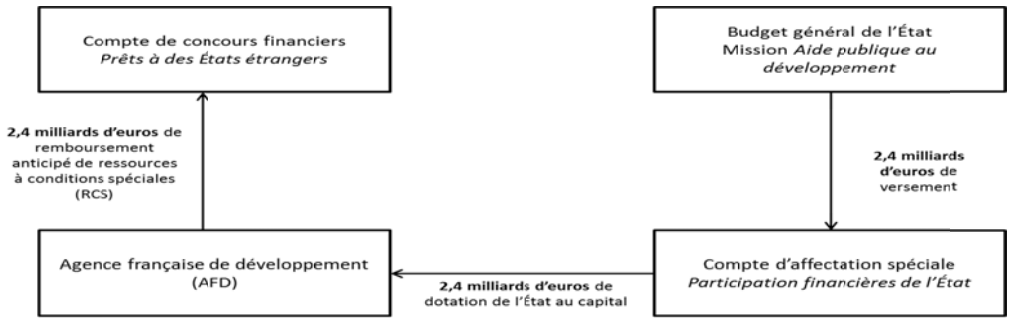 Compte de concours financiers
Prêts à des États étrangers
Budget général de l'État
Mission Aide publique au
développement
2,4 milliards d'euros de
remboursement
anticipé de ressources
à conditions spéciales
(RCS)
2,4 milliards
d'euros de
versement
Agence française de développement
(AFD)
2,4 milliards d'euros de
dotation de l'État au capital
Compte d'affectation spéciale
Participation financières de l'État